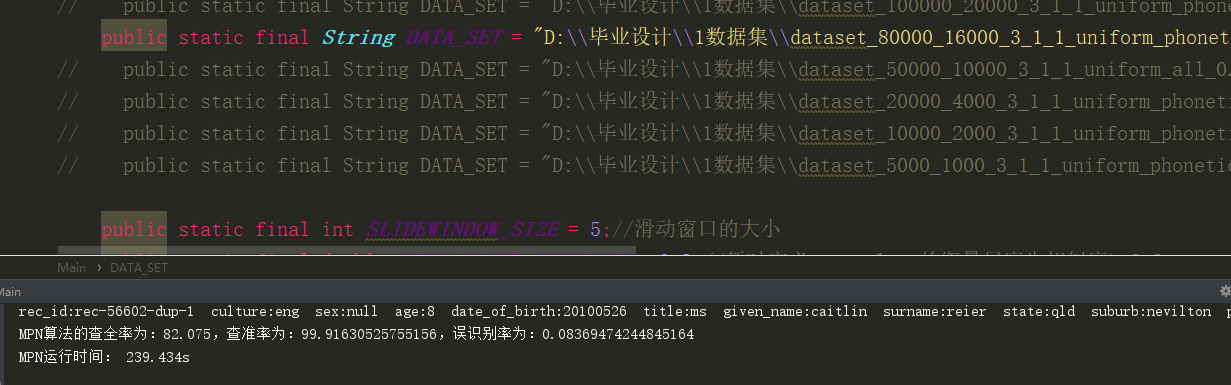 //    public static final String DATA_SET = "D:\\毕业设计\\1数据集\\dataset_100000_20000_3_1_1_uniform_phone
public static final String DATA_SET = "D:\\毕业设计\\1数据集\\dataset_80000_16000_3_1_1_uniform_phonet
//    public static final String DATA_SET = "D:\\毕业设计\\1数据集\\dataset_50000_10000_3_1_1_uniform_all_0
//    public static final String DATA_SET = "D:\\毕业设计\\1数据集\\dataset_20000_4000_3_1_1_uniform_phoneti
//    public static final String DATA_SET = "D:\\毕业设计\\1数据集\\dataset_10000_2000_3_1_1_uniform_phoneti
//    public static final String DATA_SET = "D:\\毕业设计\\1数据集\\dataset_5000_1000_3_1_1_uniform_phonetic
public static final int SLIDEWINDOW_SIZE = 5;//滑动窗口的大小
Main › DATA_SET
Main
rec_id:rec-56602-dup-1  culture:eng  sex:null  age:8  date_of_birth:20100526  title:ms  given_name:caitlin  surname:reier  state:qld  suburb:nevilton  p
MPN算法的查全率为：82.075，查准率为：99.91630525755156，误识别率为：0.08369474244845164
MPN运行时间： 239.434s